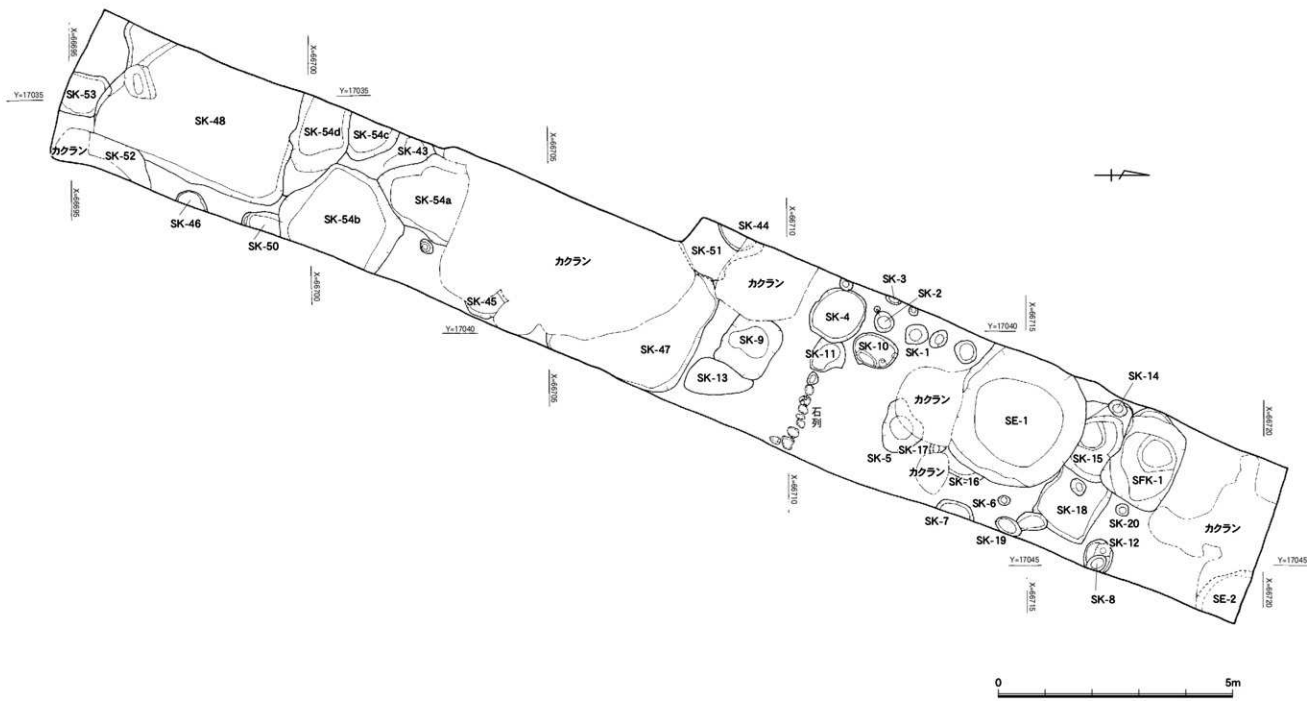 X=66695
X=66700
Y=17035
Y=17035
SK-53
SK-48
SK-54d
SK-54c
SK-43
カクラン
SK-52
X=66695
SK-46
SK-50
SK-54b
SK-54a
X=66700
X=66705
カクラン
SK-45
Y=17040
SK-47
X=66705
SK-44
X=66710
SK-51
カクラン
SK-3
SK-2
SK-4
SK-9
SK-11
SK-10
SK-1
SK-13
石列
X=66710
X=66715
Y=17040
カクラン
SE-1
SK-14
SK-5
SK-17
カクラン
SK-16
SK-15
SFK-1
X=66720
SK-6
SK-7
SK-19
SK-18
SK-20
SK-12
カクラン
Y=17045
Y=17045
X=66715
SK-8
SE-2
X=66720
0
5m